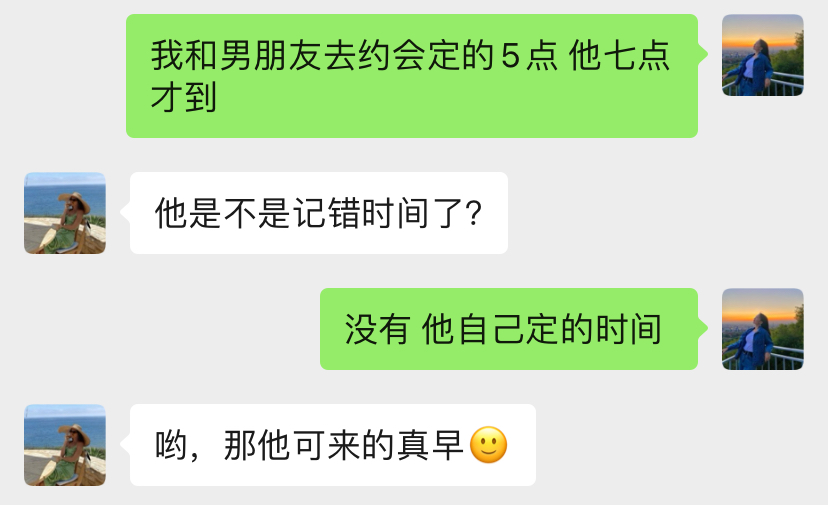 我和男朋友去约会定的5点 他七点
才到
他是不是记错时间了？
没有 他自己定的时间
哟，那他可来的真早🙂